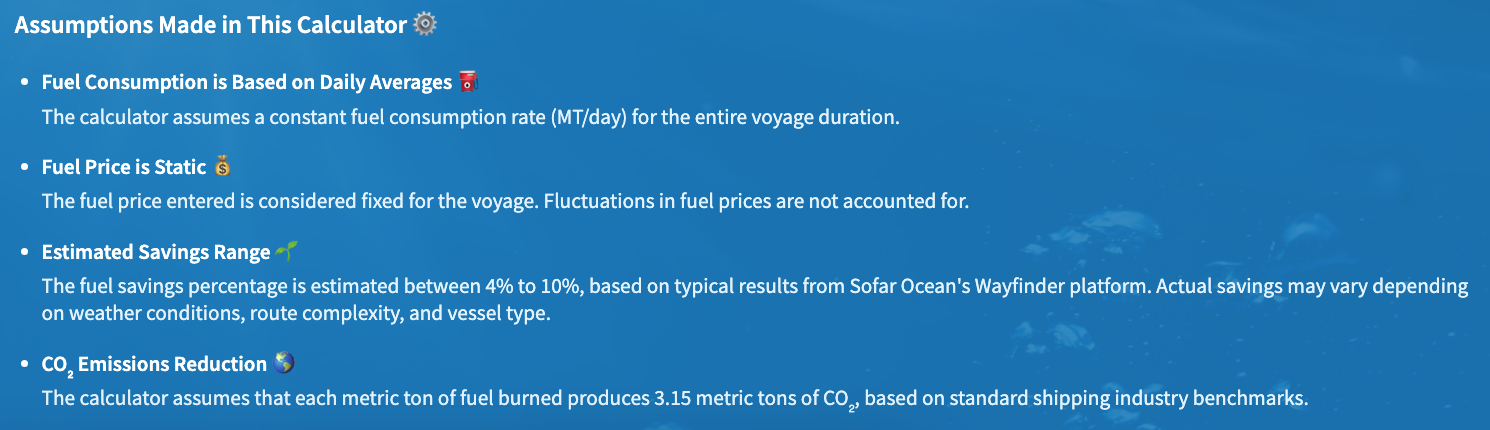 Assumptions Made in This Calculator ⚙️
• Fuel Consumption is Based on Daily Averages ⛽
The calculator assumes a constant fuel consumption rate (MT/day) for the entire voyage duration.
• Fuel Price is Static 💰
The fuel price entered is considered fixed for the voyage. Fluctuations in fuel prices are not accounted for.
• Estimated Savings Range 🌱
The fuel savings percentage is estimated between 4% to 10%, based on typical results from Sofar Ocean's Wayfinder platform. Actual savings may vary depending
on weather conditions, route complexity, and vessel type.
• CO₂ Emissions Reduction 🌎
The calculator assumes that each metric ton of fuel burned produces 3.15 metric tons of CO₂, based on standard shipping industry benchmarks.